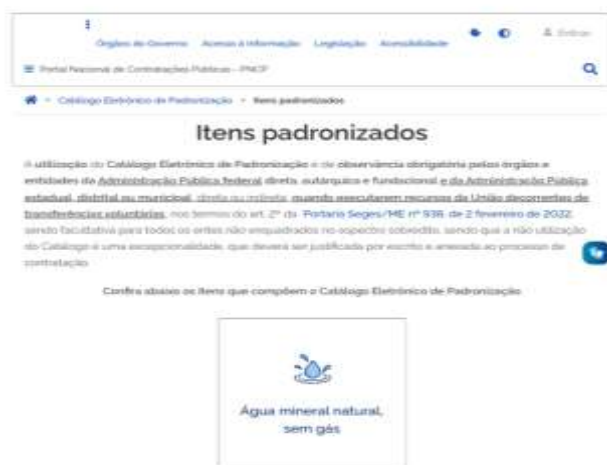 Órgãos do Governo Acesso à Informação Legislação Acessibilidade
Entrar
Portal Nacional de Contratações Públicas - PNCP
Catálogo Eletrônico de Padronização > Itens padronizados
Itens padronizados
A utilização do Catálogo Eletrônico de Padronização é de observância obrigatória pelos órgãos e
entidades da Administração Pública federal direta, autárquica e fundacional e da Administração Pública
estadual, distrital ou municipal, direta ou indireta, quando executarem recursos da União decorrentes de
transferências voluntárias, nos termos do art. 2º da Portaria Seges/ME nº 938, de 2 fevereiro de 2022,
sendo facultativa para todos os entes não enquadrados no espectro sobredito, sendo que a não utilização
do Catálogo é uma excepcionalidade, que deverá ser justificada por escrito e anexada ao processo de
contratação.
Confira abaixo os itens que compõem o Catálogo Eletrônico de Padronização
Água mineral natural,
sem gás